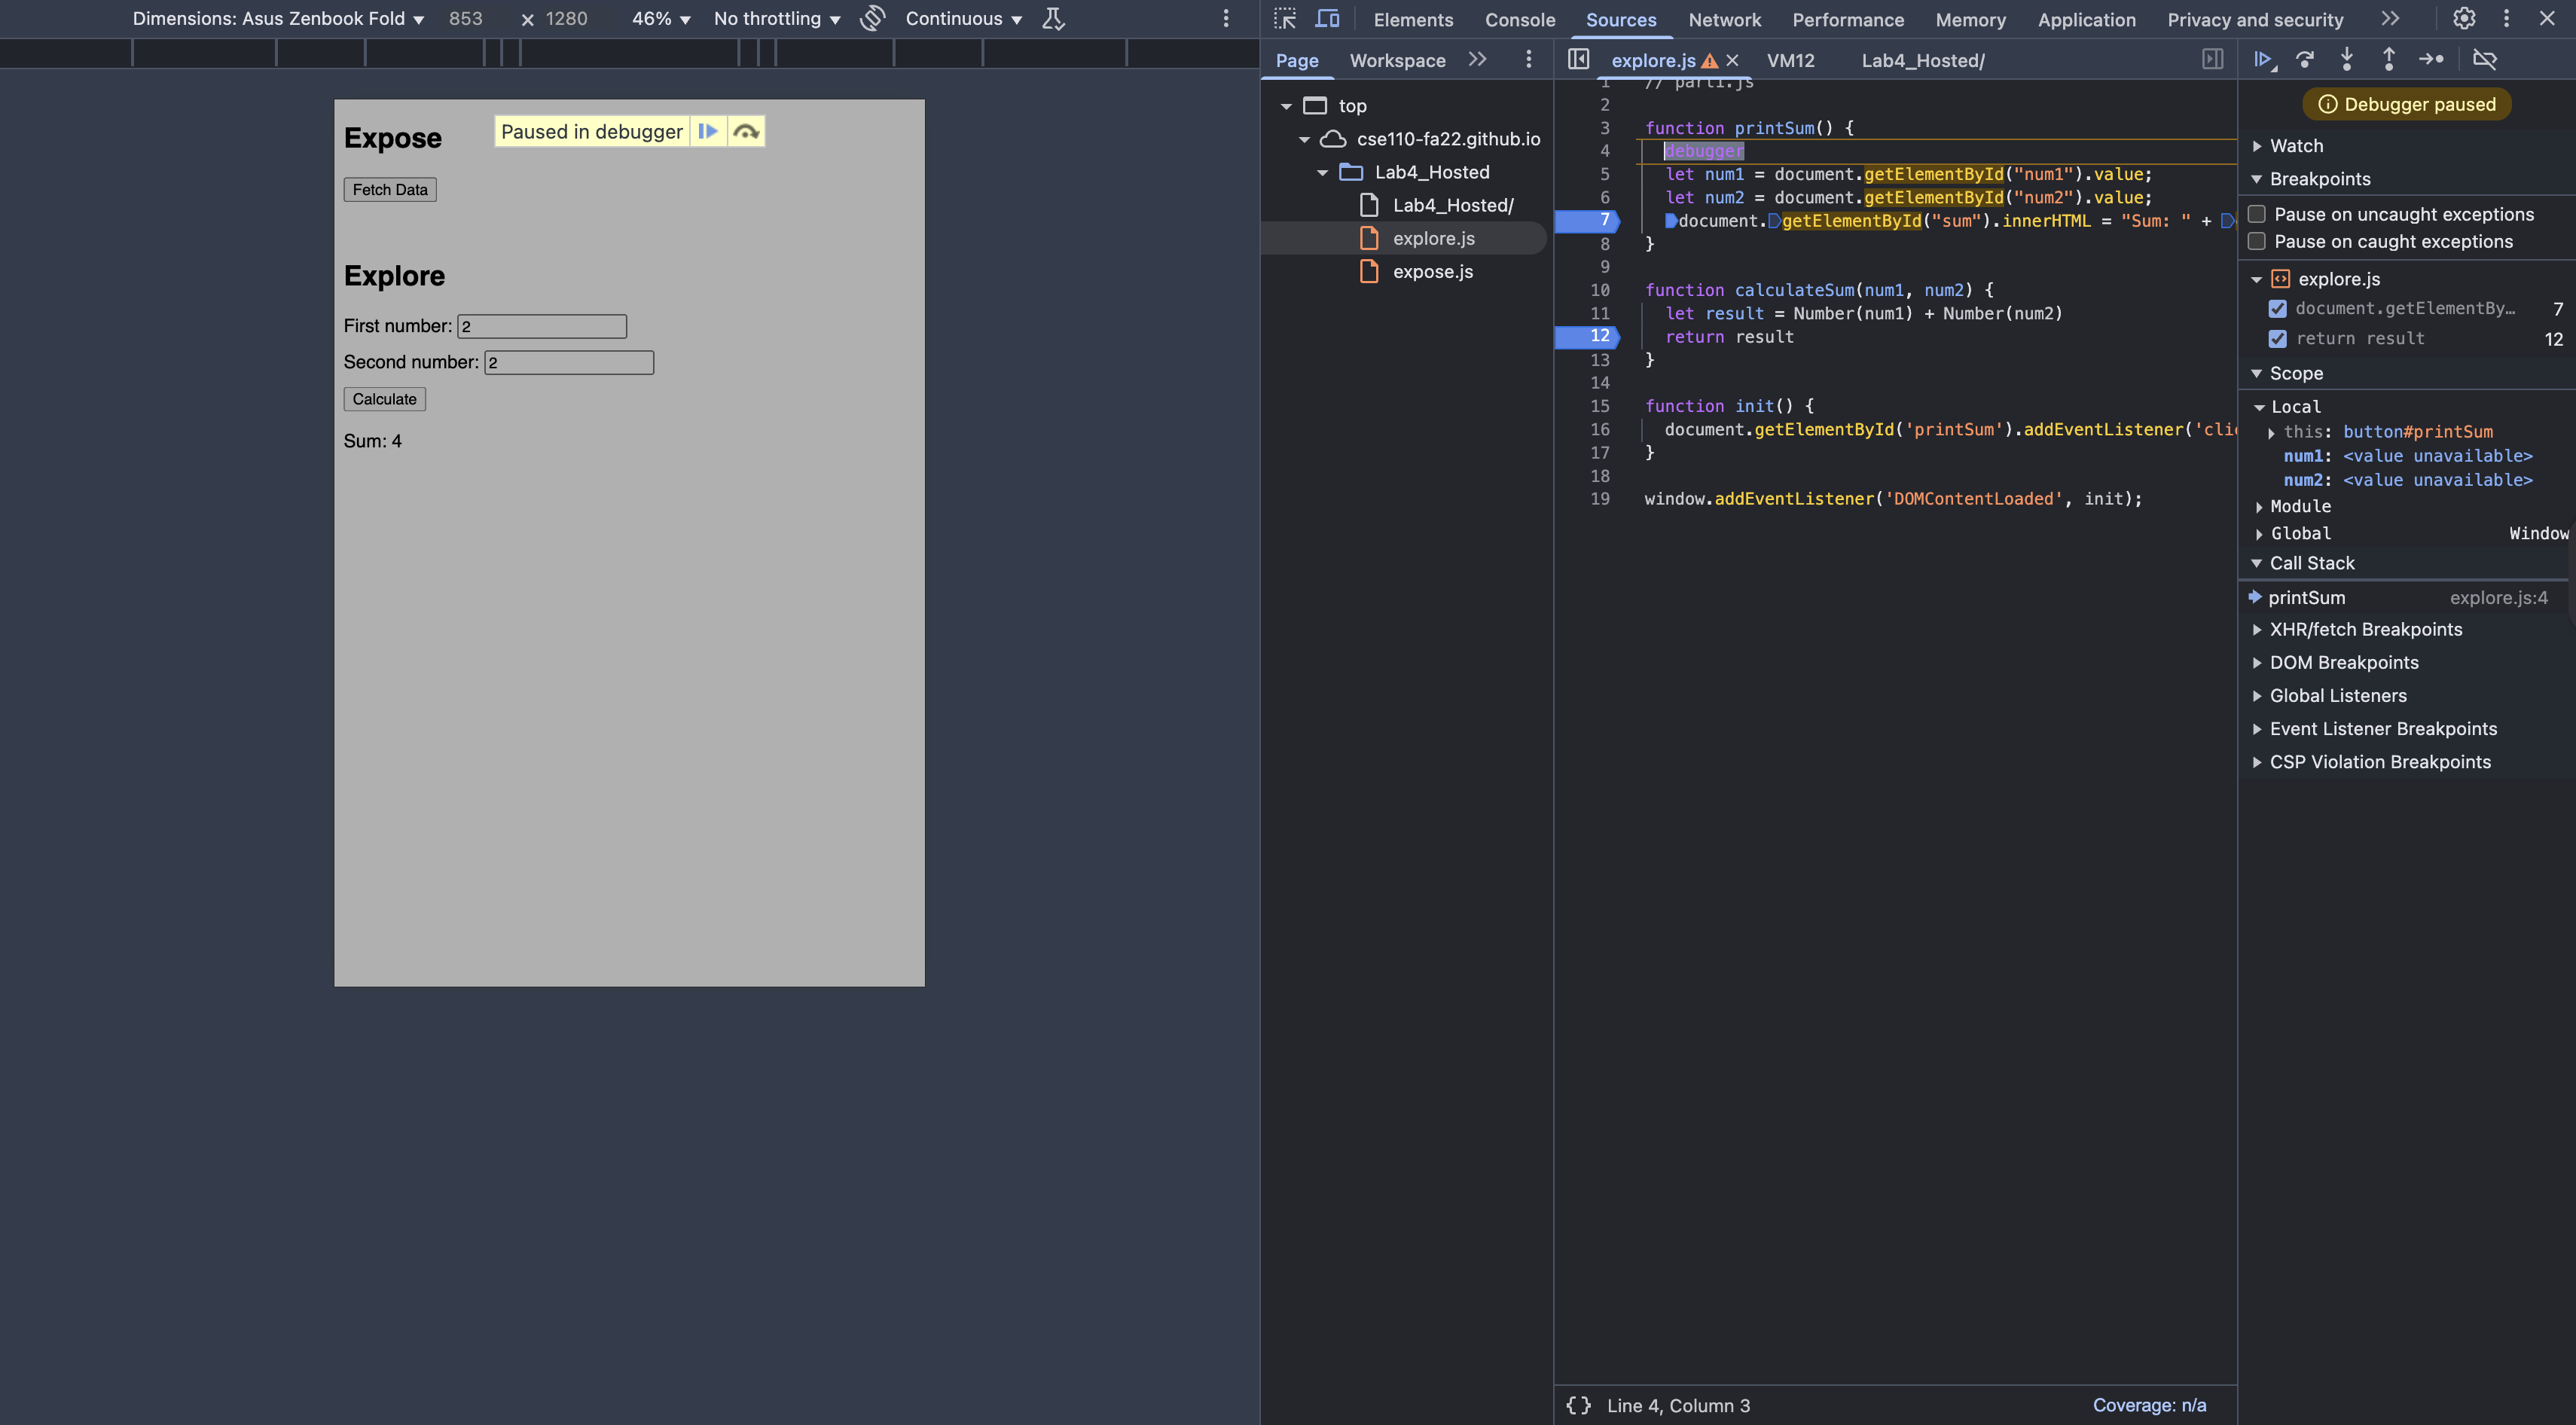 Dimensions: Asus Zenbook Fold 853 × 1280 46% No throttling Continuous
Paused in debugger
Expose
Fetch Data
Explore
First number: 2
Second number: 2
Calculate
Sum: 4
Elements Console Sources Network Performance Memory Application Privacy and security
Page Workspace
top
cse110-fa22.github.io
Lab4_Hosted
Lab4_Hosted/
explore.js
expose.js
explore.js VM12 Lab4_Hosted/
1 // part1.js
2
3 function printSum() {
4 debugger
5 let num1 = document.getElementById("num1").value;
6 let num2 = document.getElementById("num2").value;
7 document.getElementById("sum").innerHTML = "Sum: " +
8 }
9
10 function calculateSum(num1, num2) {
11 let result = Number(num1) + Number(num2)
12 return result
13 }
14
15 function init() {
16 document.getElementById('printSum').addEventListener('clic
17 }
18
19 window.addEventListener('DOMContentLoaded', init);
{ } Line 4, Column 3 Coverage: n/a
Debugger paused
Watch
Breakpoints
Pause on uncaught exceptions
Pause on caught exceptions
explore.js
document.getElementBy… 7
return result 12
Scope
Local
this: button#printSum
num1: <value unavailable>
num2: <value unavailable>
Module
Global Window
Call Stack
printSum explore.js:4
XHR/fetch Breakpoints
DOM Breakpoints
Global Listeners
Event Listener Breakpoints
CSP Violation Breakpoints